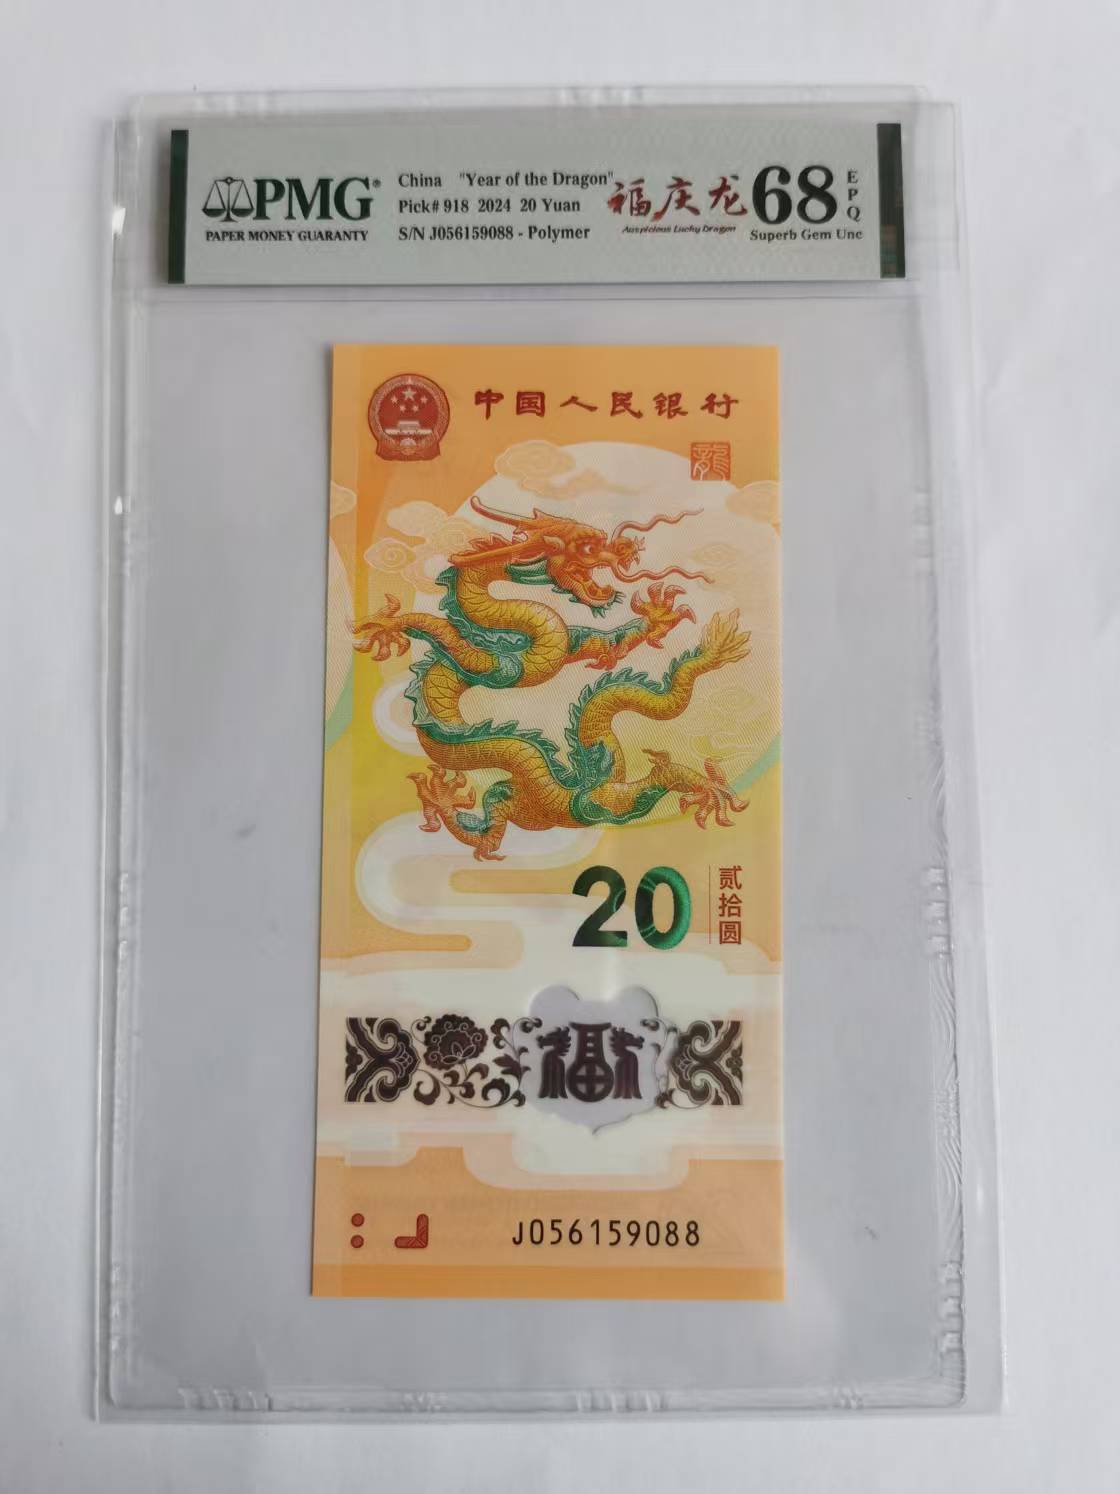 PMG®
PAPER MONEY GUARANTY
China "Year of the Dragon"
Pick# 918 2024 20 Yuan
S/N J056159088 - Polymer
福庆龙
Auspicious Lucky Dragon
68
EPQ
Superb Gem Unc
中国人民银行
龍
20
贰拾圆
福
J056159088